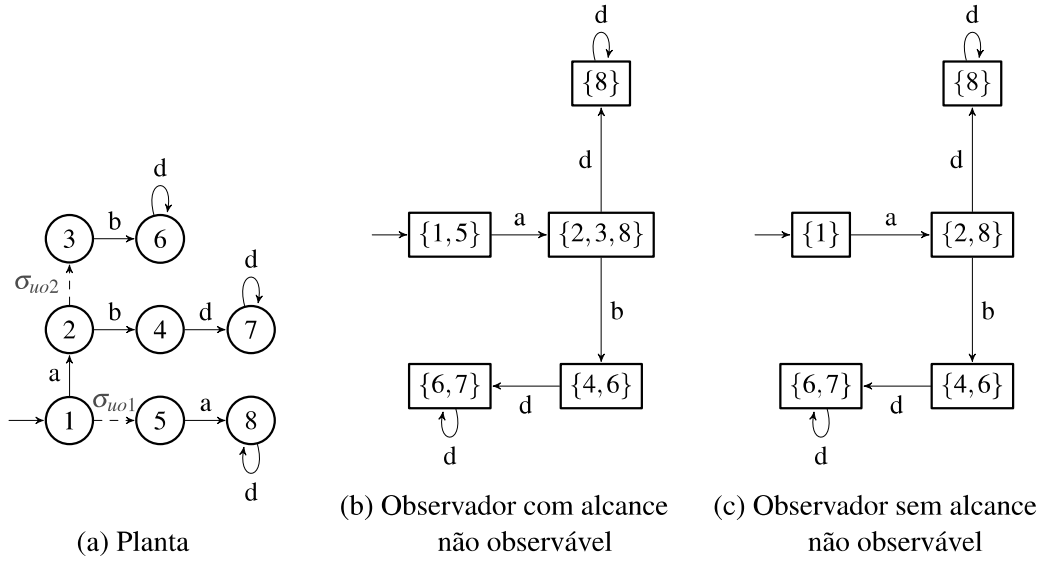 d
b
3
6
σuo2
d
b
d
2
4
7
a
σuo1
a
1
5
8
d
(a) Planta
d
{8}
d
a
{1,5}
{2,3,8}
b
{6,7}
{4,6}
d
d
(b) Observador com alcance
não observável
d
{8}
d
a
{1}
{2,8}
b
{6,7}
{4,6}
d
d
(c) Observador sem alcance
não observável